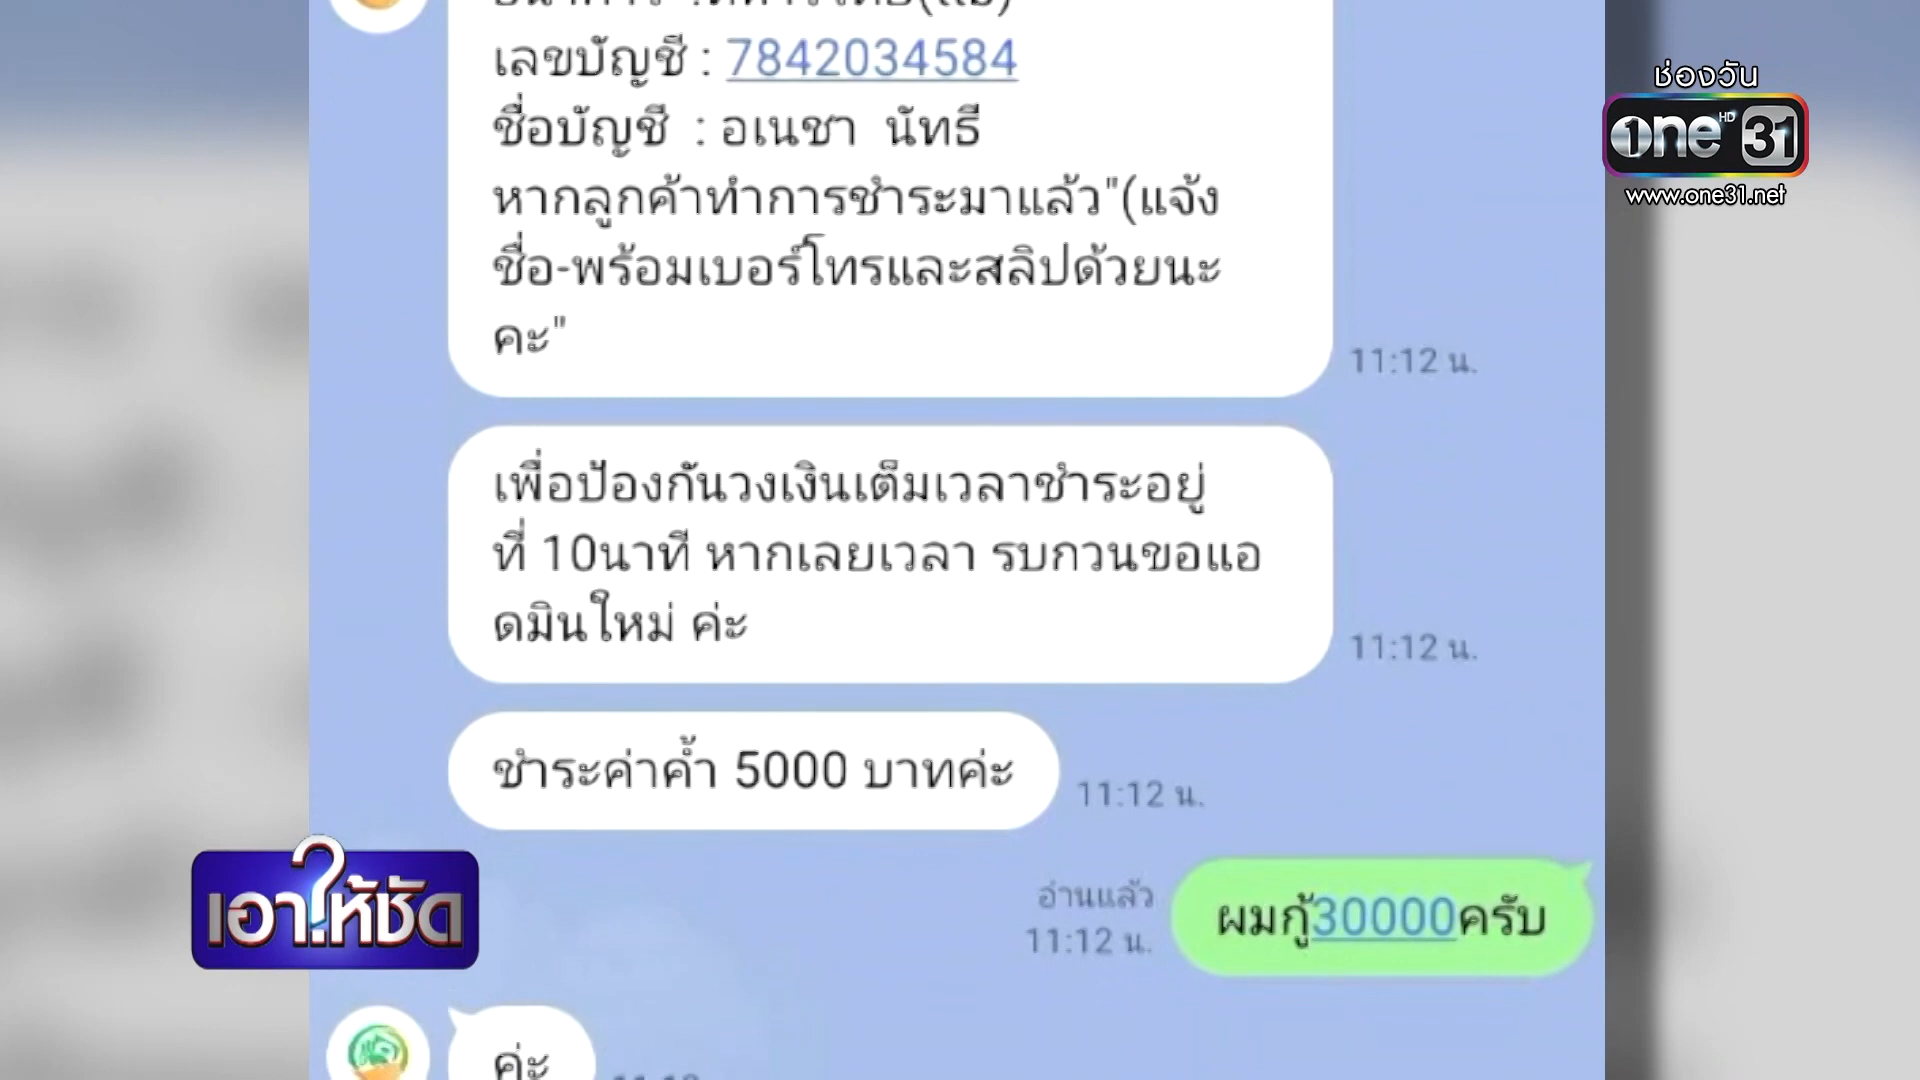 เลขบัญชี : 7842034584
ชื่อบัญชี : อเนชา นัทธี
หากลูกค้าทำการชำระมาแล้ว"(แจ้ง
ชื่อ-พร้อมเบอร์โทรและสลิปด้วยนะ
คะ"
11:12 น.
เพื่อป้องกันวงเงินเต็มเวลาชำระอยู่
ที่ 10นาที หากเลยเวลา รบกวนขอแอ
ดมินใหม่ ค่ะ
11:12 น.
ชำระค่าค้ำ 5000 บาทค่ะ
11:12 น.
อ่านแล้ว
11:12 น.
ผมกู้30000ครับ
ค่ะ
ช่องวัน
one HD 31
www.one31.net
เอาให้ชัด